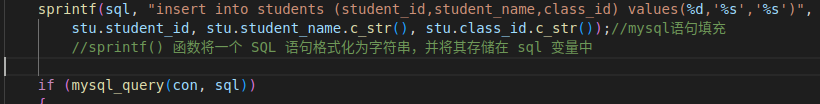 sprintf(sql, "insert into students (student_id,student_name,class_id) values(%d,'%s','%s')",
stu.student_id, stu.student_name.c_str(), stu.class_id.c_str());//mysql语句填充
//sprintf() 函数将一个 SQL 语句格式化为字符串，并将其存储在 sql 变量中
if (mysql_query(con, sql))
{